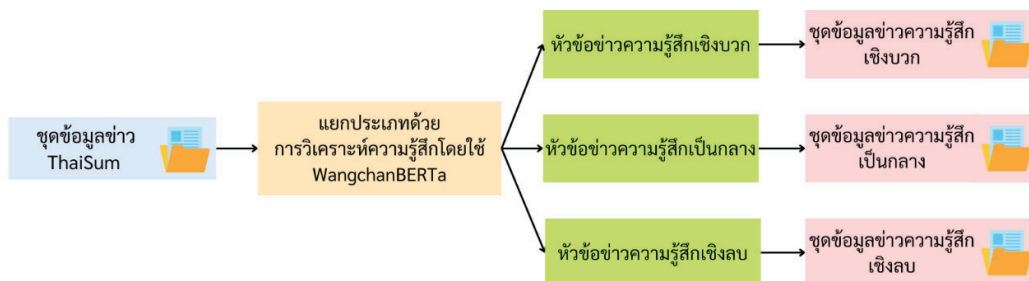 ชุดข้อมูลข่าว
ThaiSum
แยกประเภทด้วย
การวิเคราะห์ความรู้สึกโดยใช้
WangchanBERTa
หัวข้อข่าวความรู้สึกเชิงบวก
ชุดข้อมูลข่าวความรู้สึก
เชิงบวก
หัวข้อข่าวความรู้สึกเป็นกลาง
ชุดข้อมูลข่าวความรู้สึก
เป็นกลาง
หัวข้อข่าวความรู้สึกเชิงลบ
ชุดข้อมูลข่าวความรู้สึก
เชิงลบ